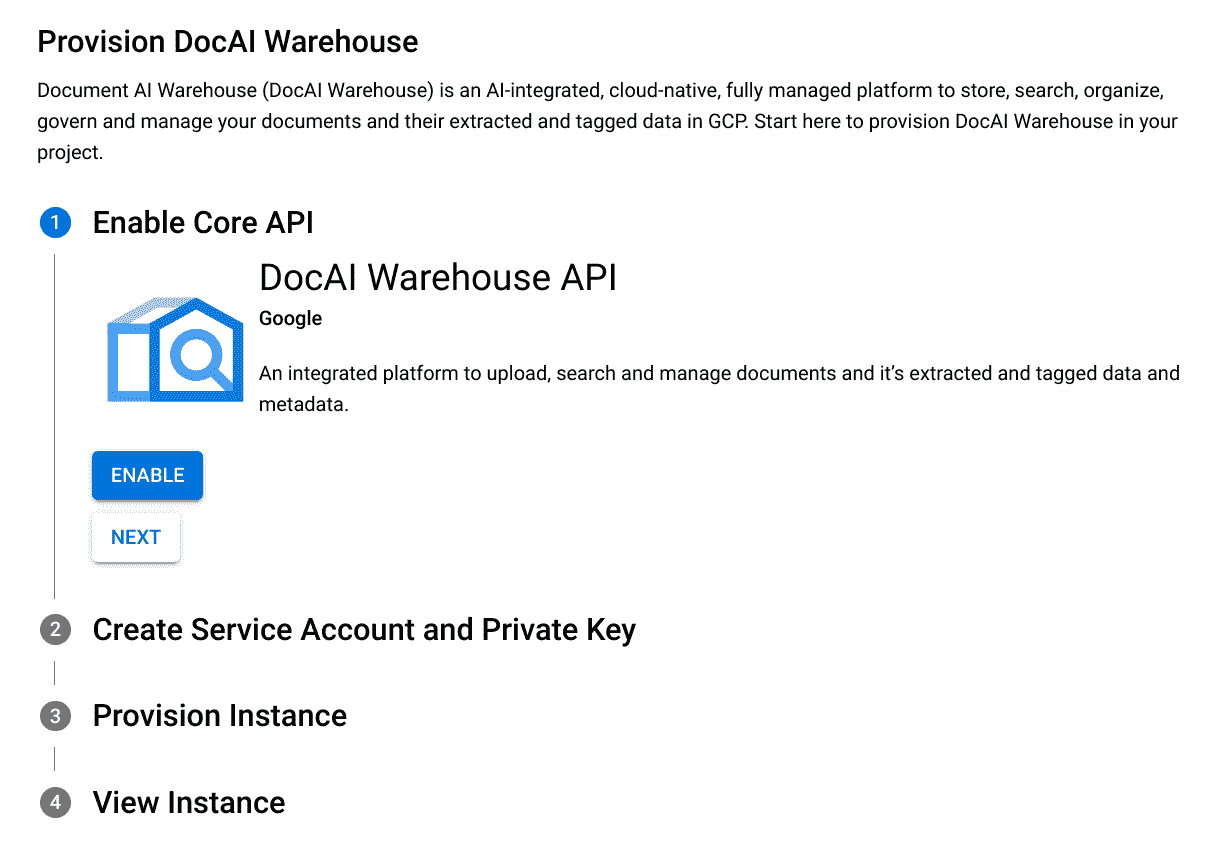 Provision DocAI Warehouse
Document AI Warehouse (DocAI Warehouse) is an AI-integrated, cloud-native, fully managed platform to store, search, organize,
govern and manage your documents and their extracted and tagged data in GCP. Start here to provision DocAI Warehouse in your
project.
1 Enable Core API
DocAI Warehouse API
Google
An integrated platform to upload, search and manage documents and it’s extracted and tagged data and
metadata.
ENABLE
NEXT
2 Create Service Account and Private Key
3 Provision Instance
4 View Instance